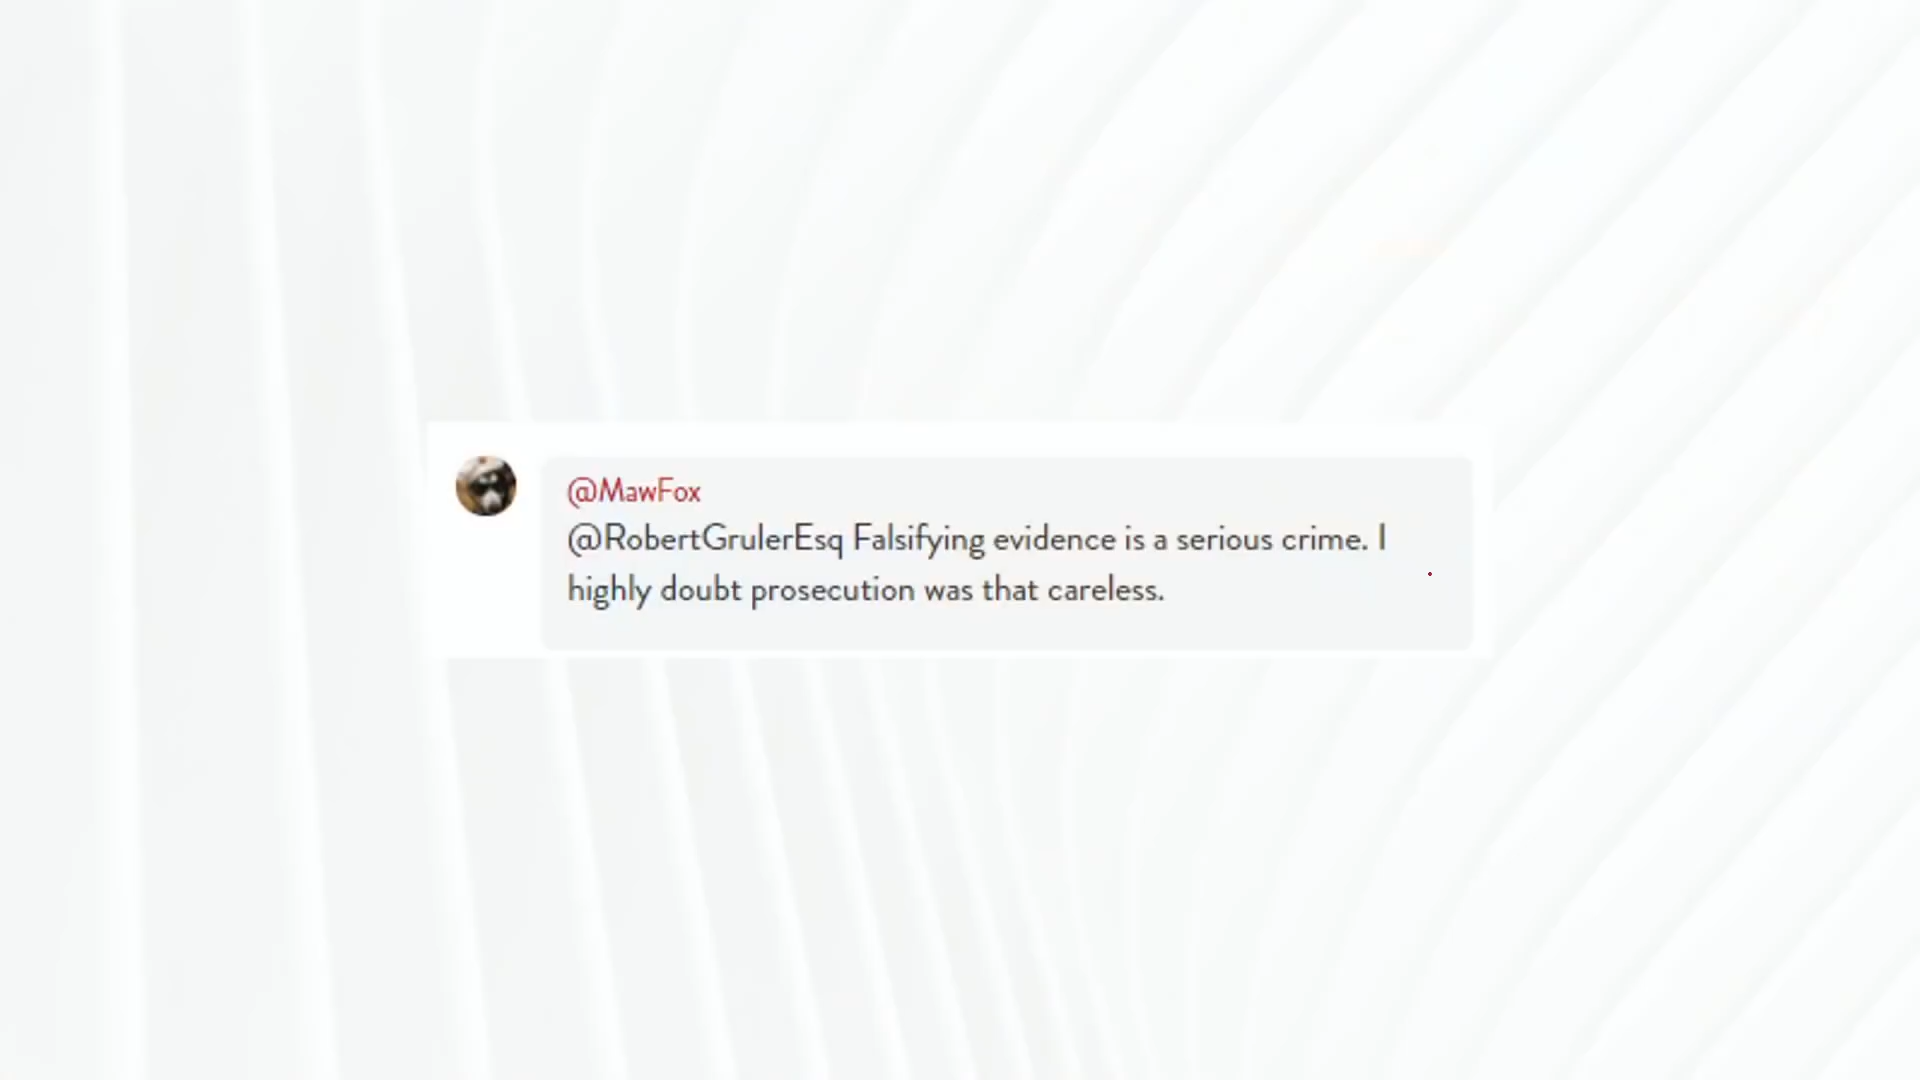 @MawFox
@RobertGrulerEsq Falsifying evidence is a serious crime. I
highly doubt prosecution was that careless.